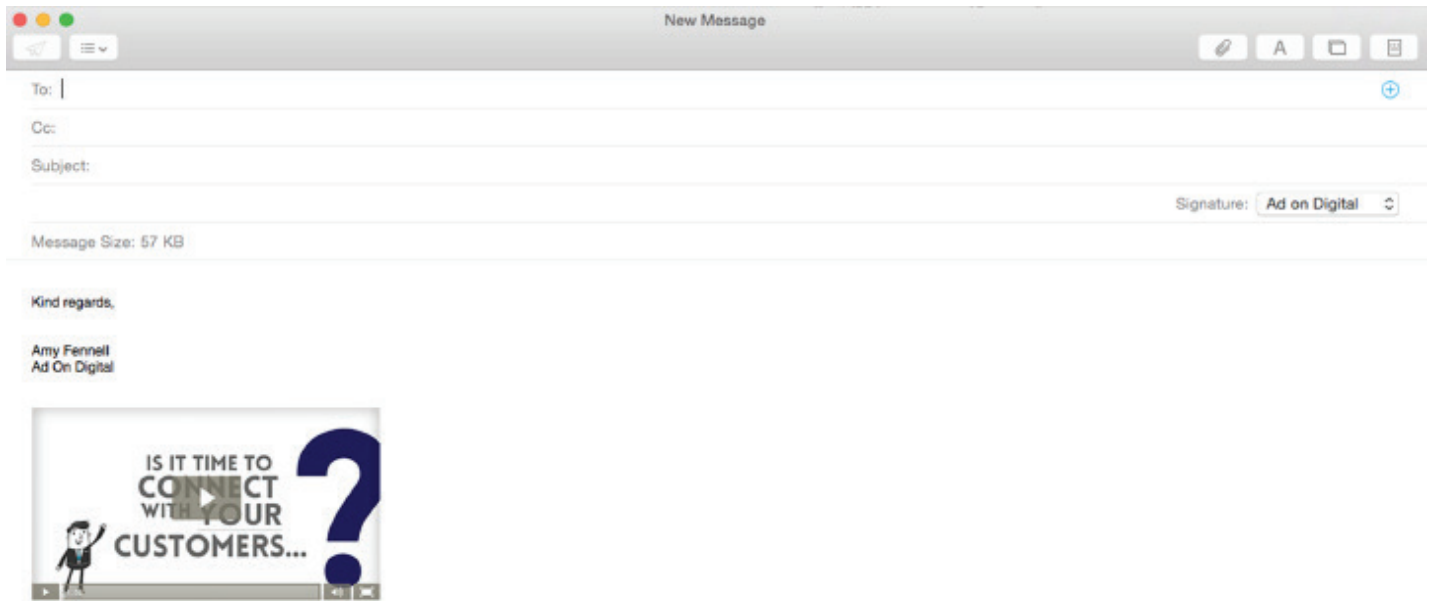 New Message
A
To:
Cc:
Subject:
Signature: Ad on Digital
Message Size: 57 KB
Kind regards,
Amy Fennell
Ad On Digital
IS IT TIME TO
CONNECT
WITH YOUR
CUSTOMERS...
?